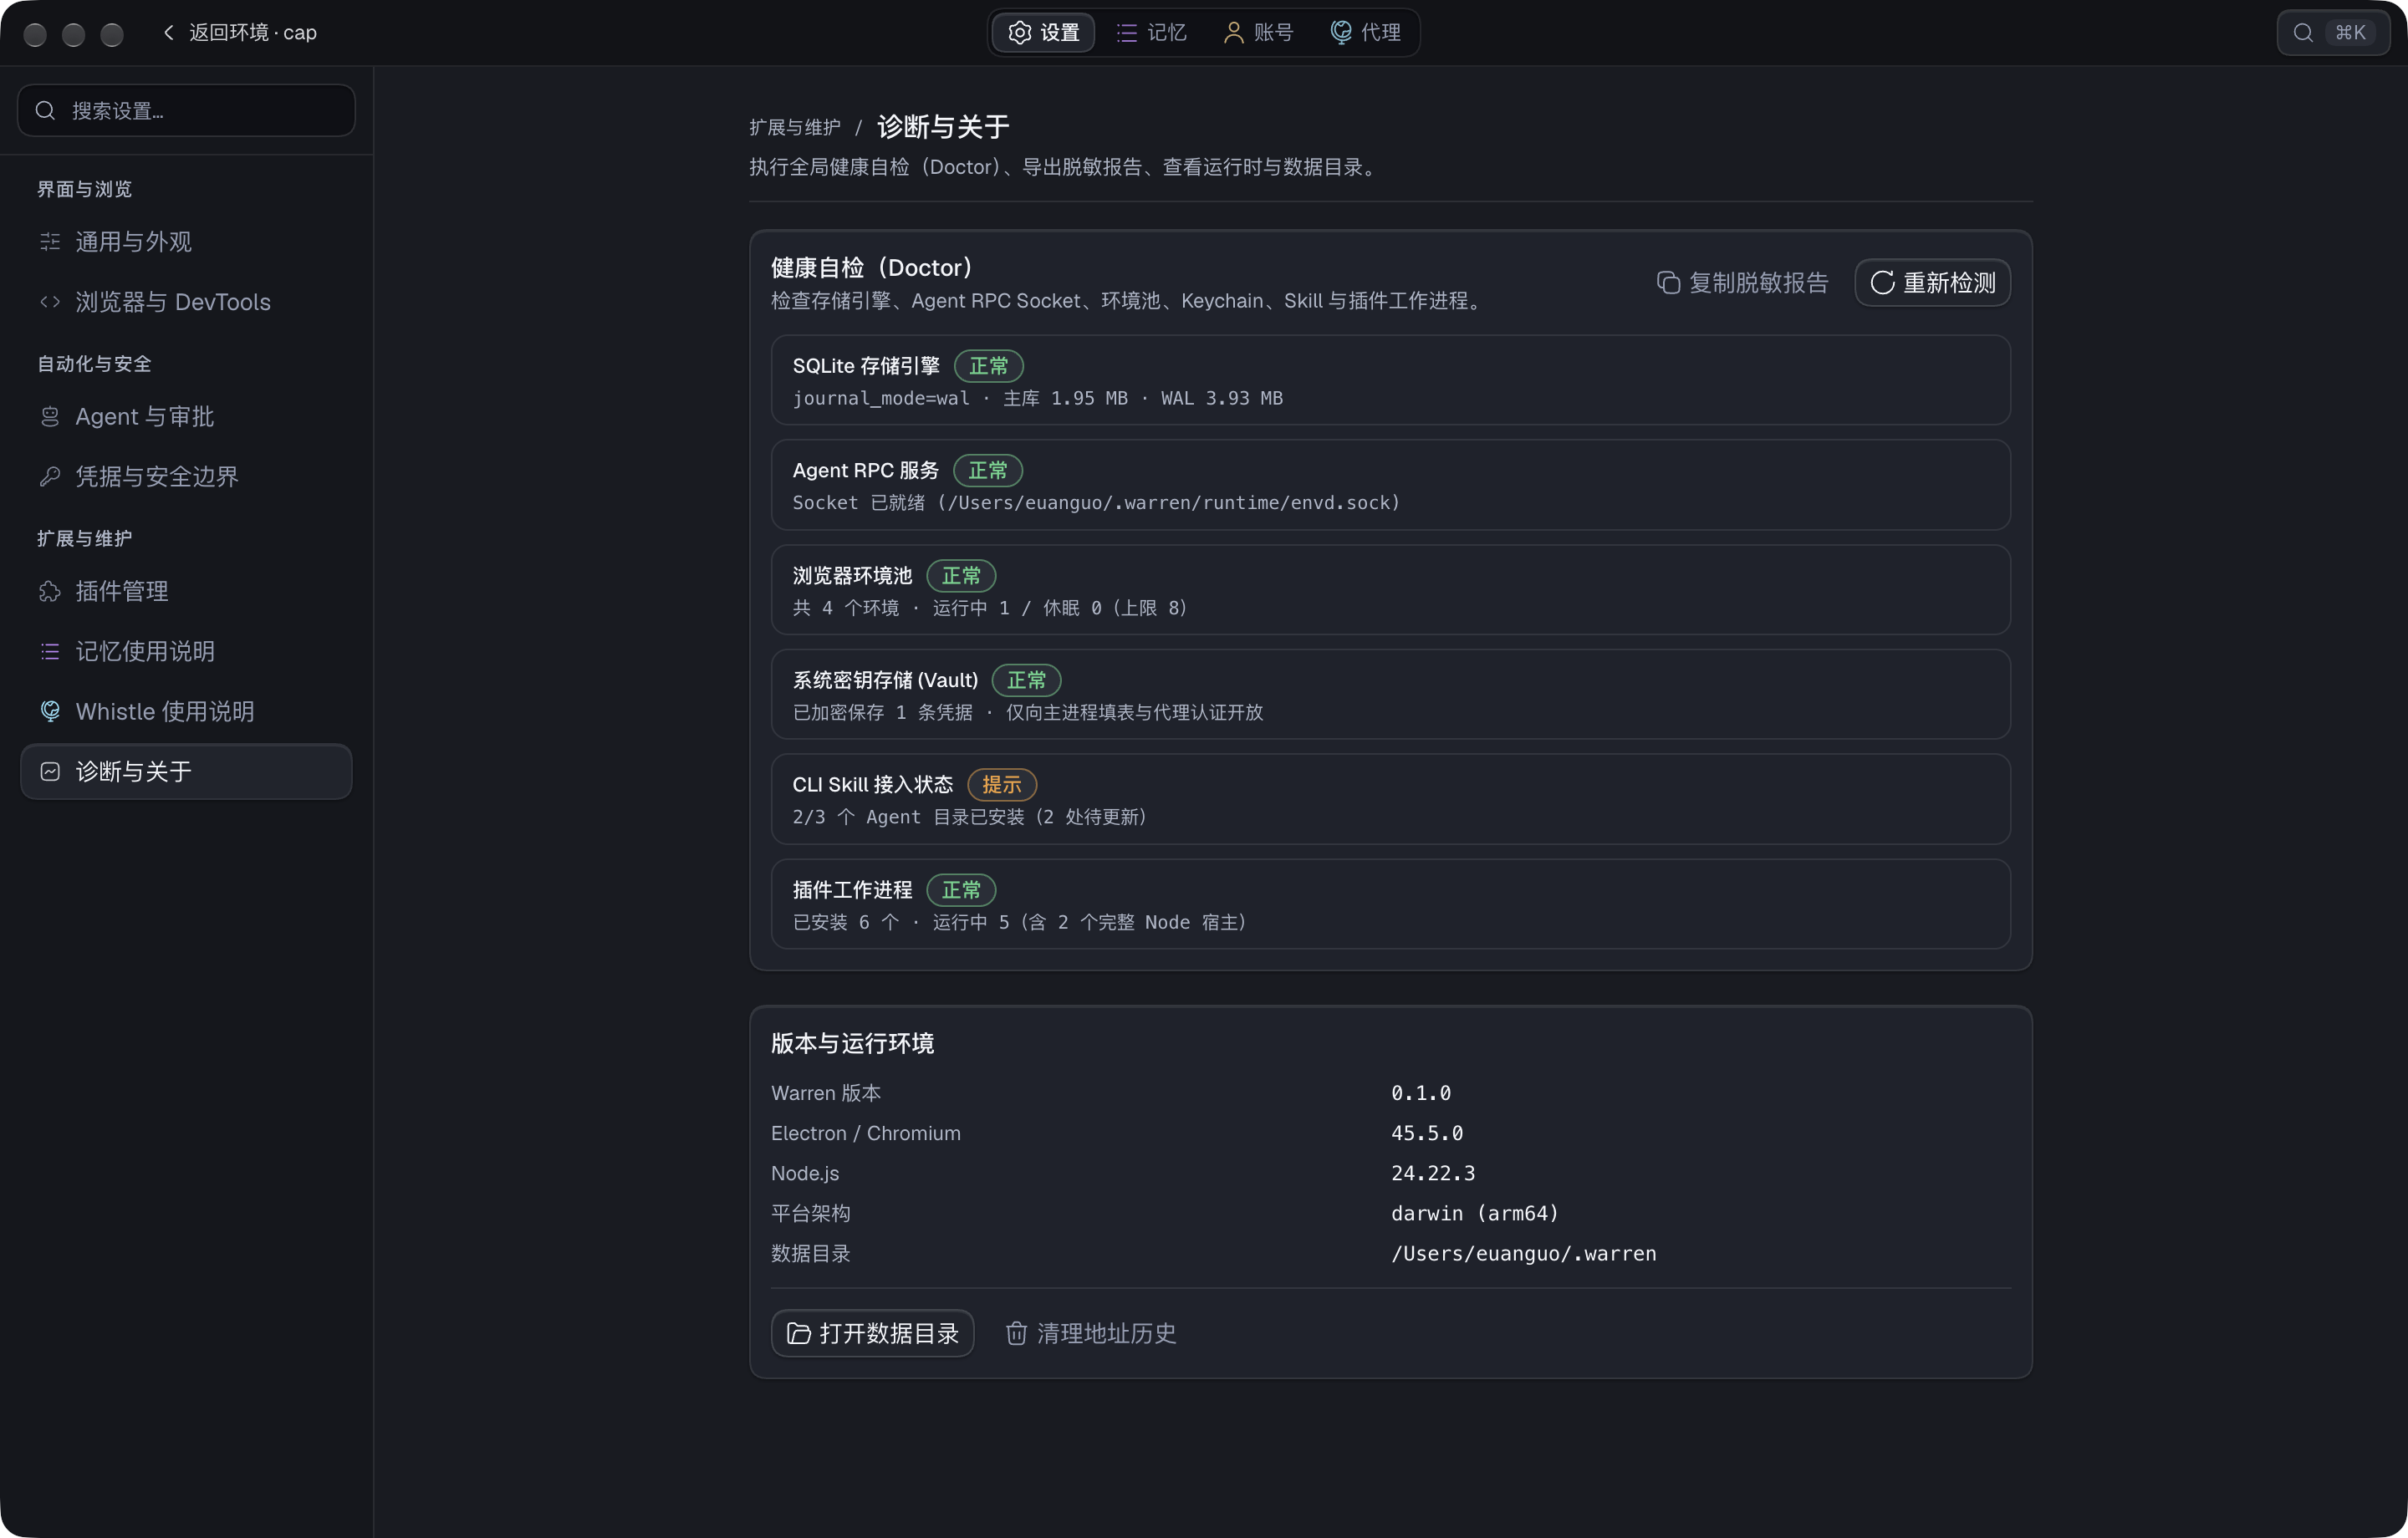 返回环境 · cap
设置
记忆
账号
代理
⌘K
搜索设置...
界面与浏览
通用与外观
浏览器与 DevTools
自动化与安全
Agent 与审批
凭据与安全边界
扩展与维护
插件管理
记忆使用说明
Whistle 使用说明
诊断与关于
扩展与维护 / 诊断与关于
执行全局健康自检（Doctor）、导出脱敏报告、查看运行时与数据目录。
健康自检（Doctor）
检查存储引擎、Agent RPC Socket、环境池、Keychain、Skill 与插件工作进程。
复制脱敏报告
重新检测
SQLite 存储引擎 正常
journal_mode=wal · 主库 1.95 MB · WAL 3.93 MB
Agent RPC 服务 正常
Socket 已就绪 (/Users/euanguo/.warren/runtime/envd.sock)
浏览器环境池 正常
共 4 个环境 · 运行中 1 / 休眠 0 (上限 8)
系统密钥存储 (Vault) 正常
已加密保存 1 条凭据 · 仅向主进程填表与代理认证开放
CLI Skill 接入状态 提示
2/3 个 Agent 目录已安装 (2 处待更新)
插件工作进程 正常
已安装 6 个 · 运行中 5 (含 2 个完整 Node 宿主)
版本与运行环境
Warren 版本 0.1.0
Electron / Chromium 45.5.0
Node.js 24.22.3
平台架构 darwin (arm64)
数据目录 /Users/euanguo/.warren
打开数据目录
清理地址历史